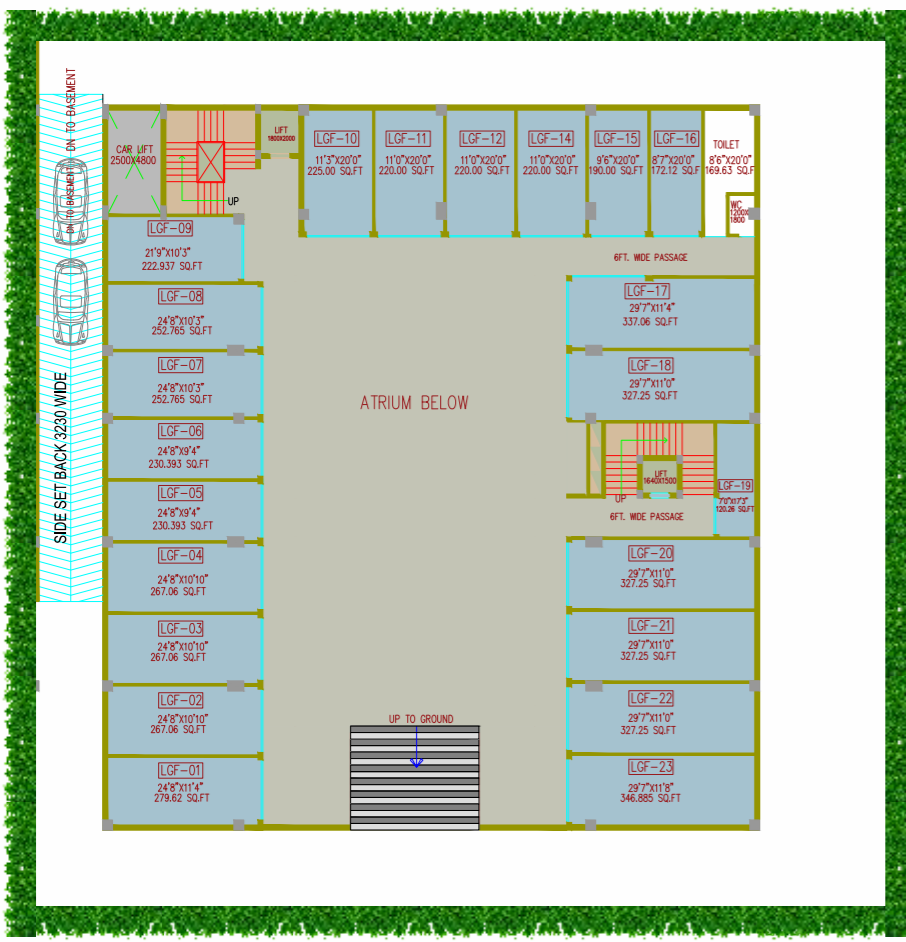 DN TO BASEMENT
DN TO BASEMENT
SIDE SET BACK 3230 WIDE
CAR LIFT
2500X4800
UP
LIFT
1800X2000
LGF-10
11'3"X20'0"
225.00 SQ.FT
LGF-11
11'0"X20'0"
220.00 SQ.FT
LGF-12
11'0"X20'0"
220.00 SQ.FT
LGF-14
11'0"X20'0"
220.00 SQ.FT
LGF-15
9'6"X20'0"
190.00 SQ.FT
LGF-16
8'7"X20'0"
172.12 SQ.F
TOILET
8'6"X20'0"
169.63 SQ.F
WC
1200X
1800
LGF-09
21'9"X10'3"
222.937 SQ.FT
LGF-08
24'8"X10'3"
252.765 SQ.FT
LGF-07
24'8"X10'3"
252.765 SQ.FT
LGF-06
24'8"X9'4"
230.393 SQ.FT
LGF-05
24'8"X9'4"
230.393 SQ.FT
LGF-04
24'8"X10'10"
267.06 SQ.FT
LGF-03
24'8"X10'10"
267.06 SQ.FT
LGF-02
24'8"X10'10"
267.06 SQ.FT
LGF-01
24'8"X11'4"
279.62 SQ.FT
ATRIUM BELOW
UP TO GROUND
6FT. WIDE PASSAGE
LGF-17
29'7"X11'4"
337.06 SQ.FT
LGF-18
29'7"X11'0"
327.25 SQ.FT
LIFT
1640X1500
UP
LGF-19
7'0"X17'3"
120.26 SQ.FT
6FT. WIDE PASSAGE
LGF-20
29'7"X11'0"
327.25 SQ.FT
LGF-21
29'7"X11'0"
327.25 SQ.FT
LGF-22
29'7"X11'0"
327.25 SQ.FT
LGF-23
29'7"X11'8"
346.885 SQ.FT